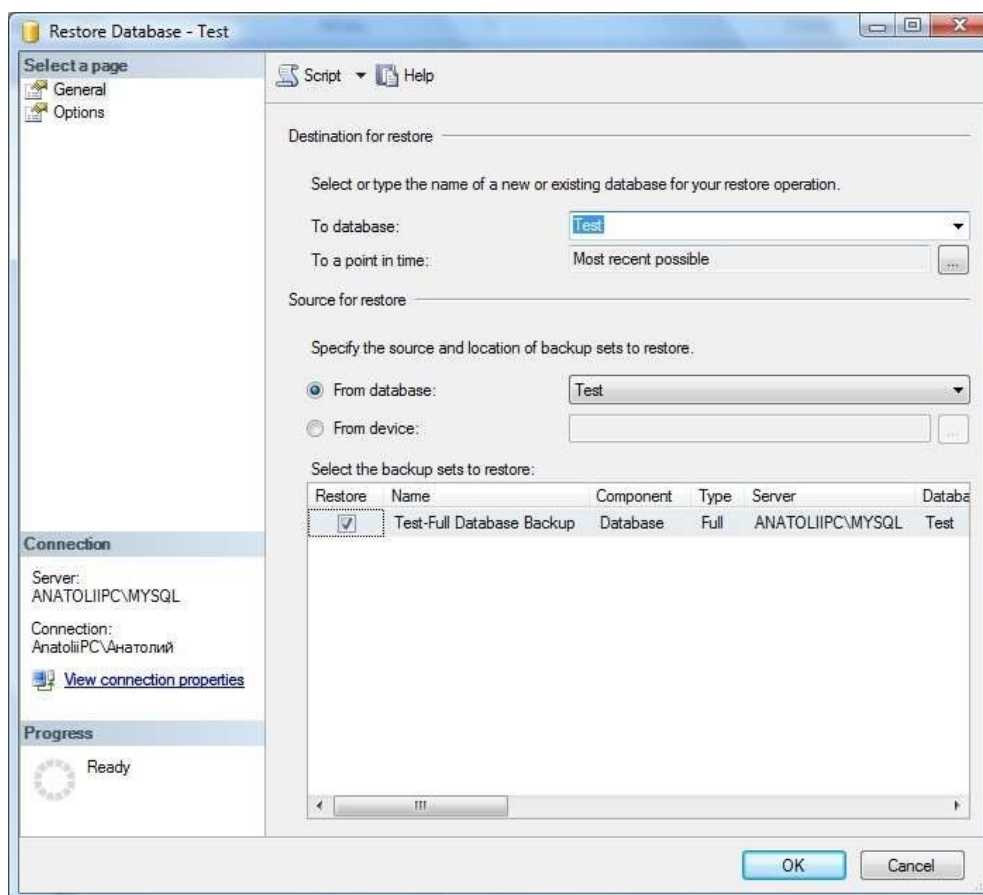 Restore Database - Test
Select a page
General
Options
Script
Help
Destination for restore
Select or type the name of a new or existing database for your restore operation.
To database:
Test
To a point in time:
Most recent possible
...
Source for restore
Specify the source and location of backup sets to restore.
From database:
Test
From device:
...
Select the backup sets to restore:
Restore Name Component Type Server Databa
Test-Full Database Backup Database Full ANATOLIIPC\MYSQL Test
Connection
Server:
ANATOLIIPC\MYSQL
Connection:
AnatoliiPC\Анатолий
View connection properties
Progress
Ready
OK
Cancel